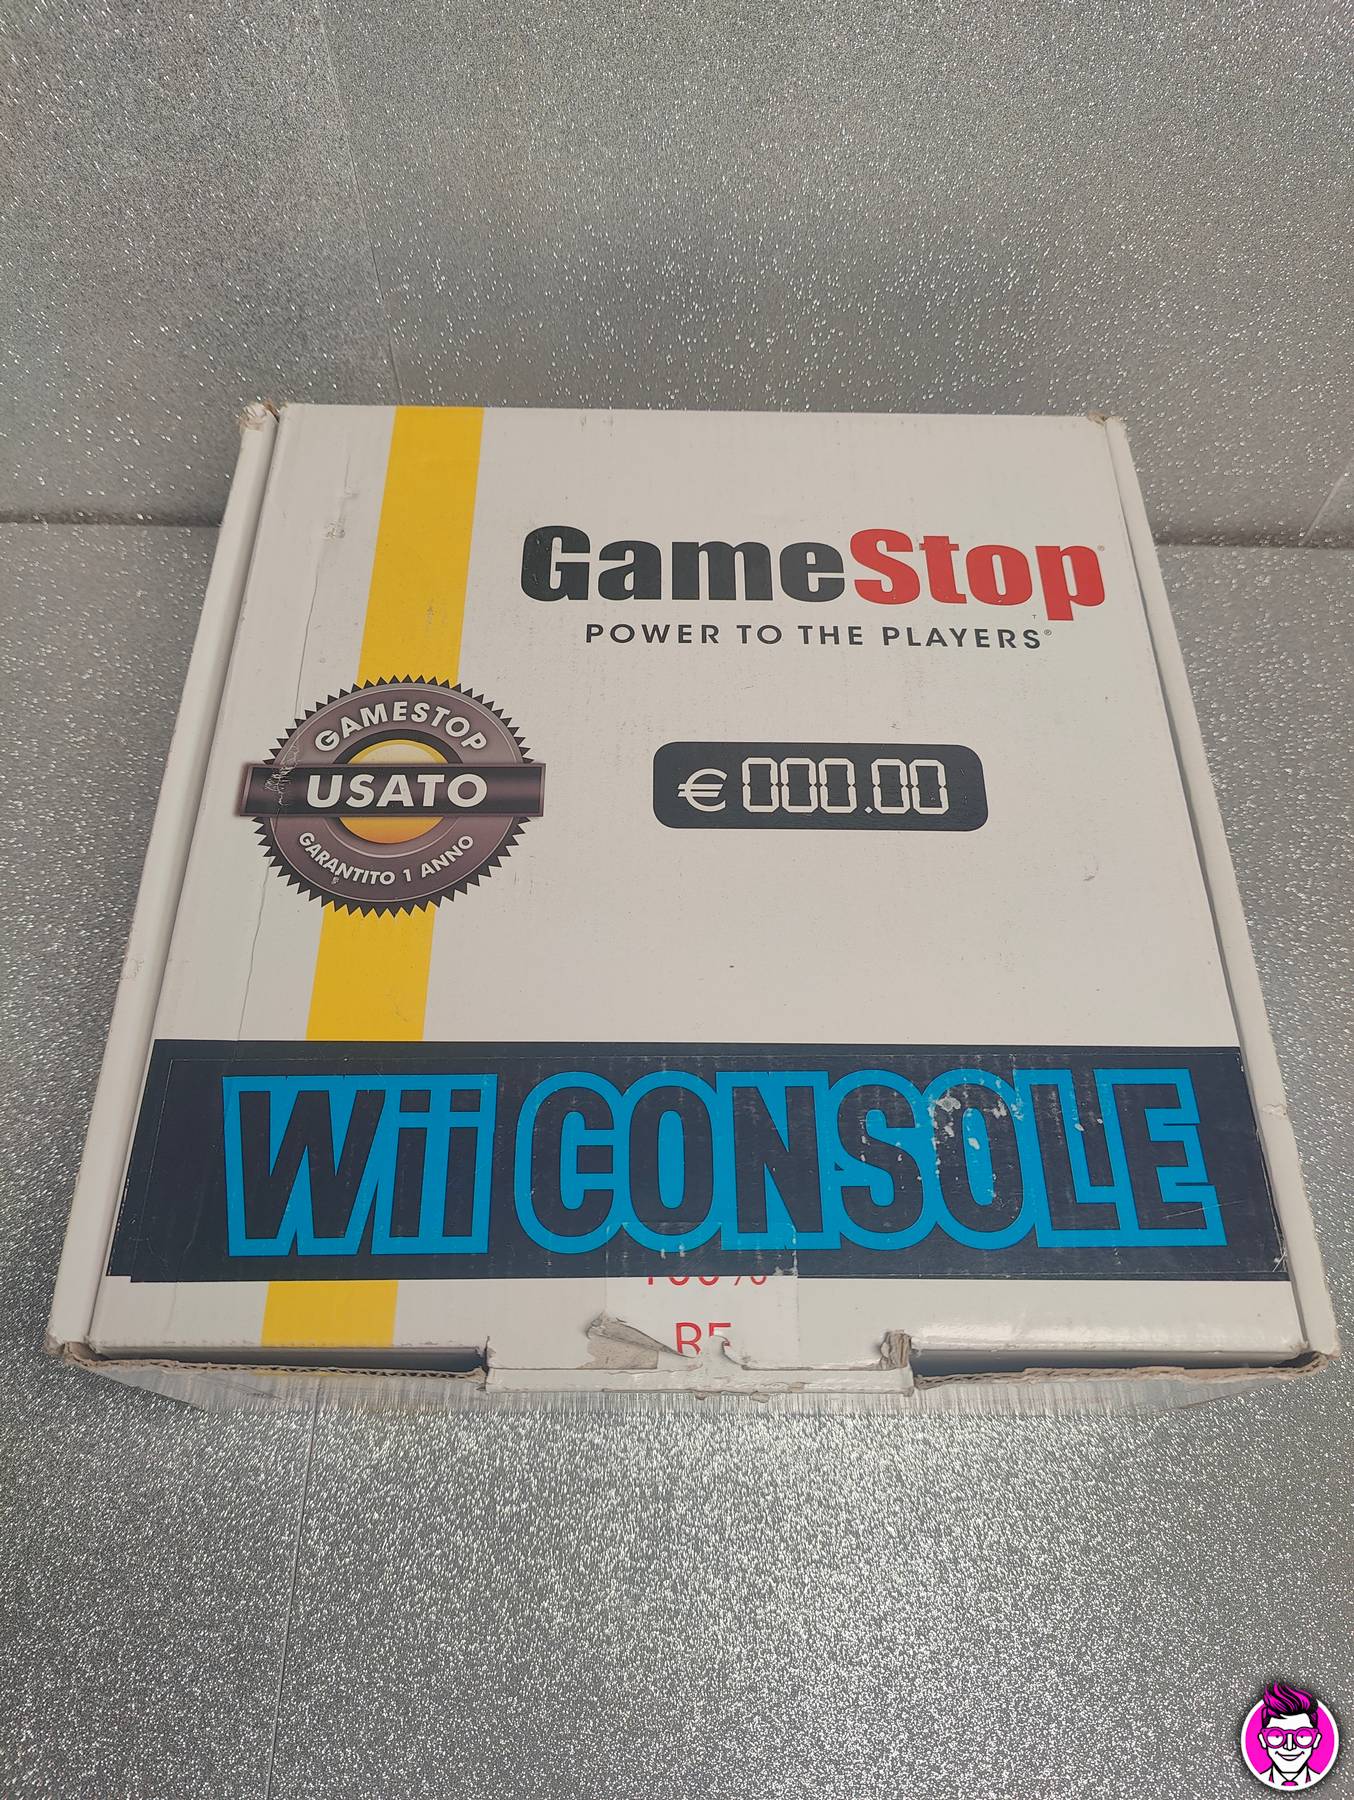 GameStop
POWER TO THE PLAYERS®
GAMESTOP
USATO
GARANTITO 1 ANNO
€ 000.00
Wii CONSOLE